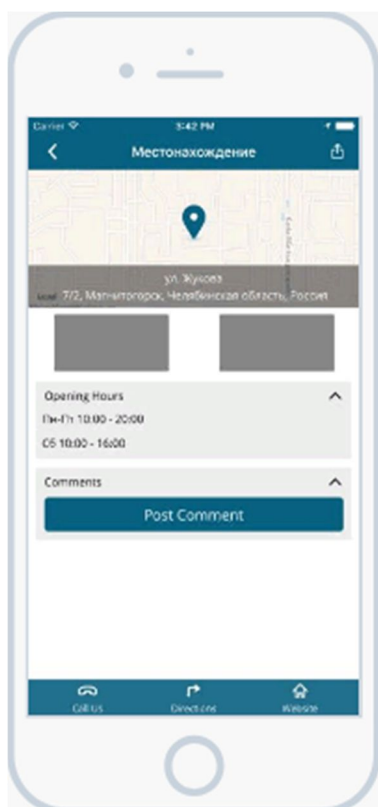 Carrier 3:42 PM
Местонахождение
ул. Жукова
7/2, Магнитогорск, Челябинская область, Россия
Opening Hours
Пн-Пт 10:00 - 20:00
Сб 10:00 - 16:00
Comments
Post Comment
Call Us Directions Website